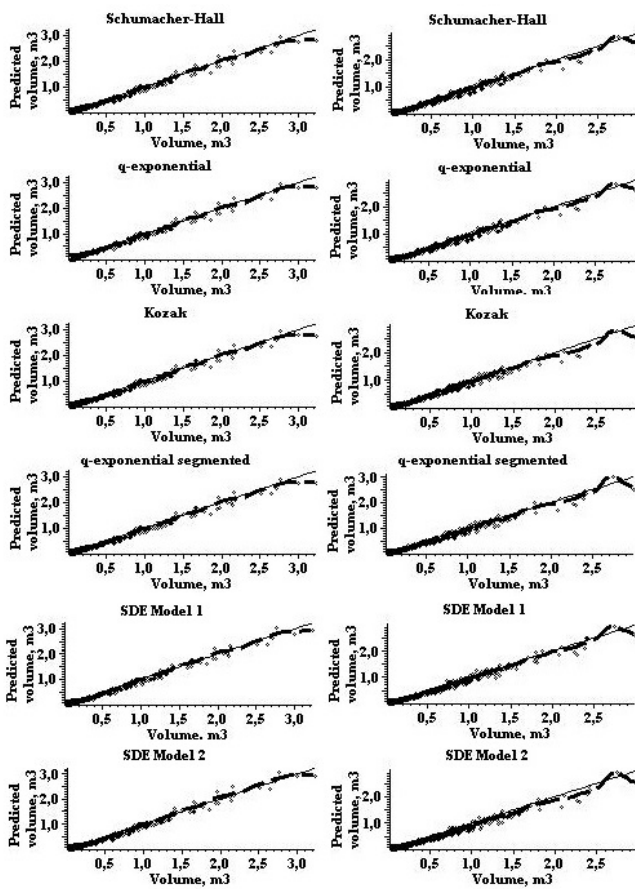 Schumacher-Hall
Predicted
volume, m3
3,0
2,0
1,0
0,5 1,0 1,5 2,0 2,5 3,0
Volume, m3
Schumacher-Hall
Predicted
volume, m3
2,0
1,0
0,5 1,0 1,5 2,0 2,5
Volume, m3
q-exponential
Predicted
volume, m3
3,0
2,0
1,0
0,5 1,0 1,5 2,0 2,5 3,0
Volume, m3
q-exponential
Predicted
volume, m3
2,0
1,0
0,5 1,0 1,5 2,0 2,5
Kozak
Predicted
volume, m3
3,0
2,0
1,0
0,5 1,0 1,5 2,0 2,5 3,0
Volume, m3
Kozak
Predicted
volume, m3
2,0
1,0
0,5 1,0 1,5 2,0 2,5
Volume. m3
q-exponential segmented
Predicted
volume, m3
3,0
2,0
1,0
0,5 1,0 1,5 2,0 2,5 3,0
Volume, m3
q-exponential segmented
Predicted
volume, m3
3,0
2,0
1,0
0,5 1,0 1,5 2,0 2,5
Volume, m3
SDE Model 1
Predicted
volume, m3
3,0
2,0
1,0
0,5 1,0 1,5 2,0 2,5 3,0
Volume. m3
SDE Model 1
Predicted
volume, m3
2,0
1,0
0,5 1,0 1,5 2,0 2,5
Volume, m3
SDE Model 2
Predicted
volume, m3
3,0
2,0
1,0
0,5 1,0 1,5 2,0 2,5 3,0
Volume, m3
SDE Model 2
Predicted
volume, m3
2,0
1,0
0,5 1,0 1,5 2,0 2,5
Volume, m3